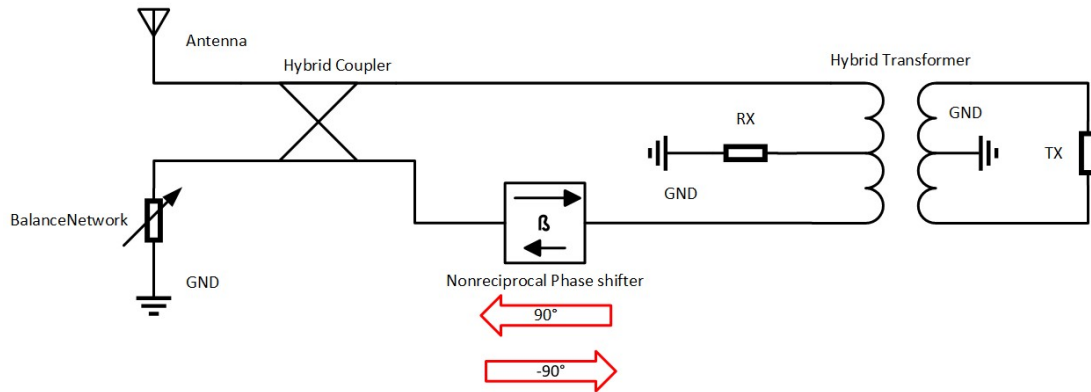 Antenna
Hybrid Coupler
Hybrid Transformer
RX
GND
GND
TX
BalanceNetwork
ß
GND
Nonreciprocal Phase shifter
90°
-90°